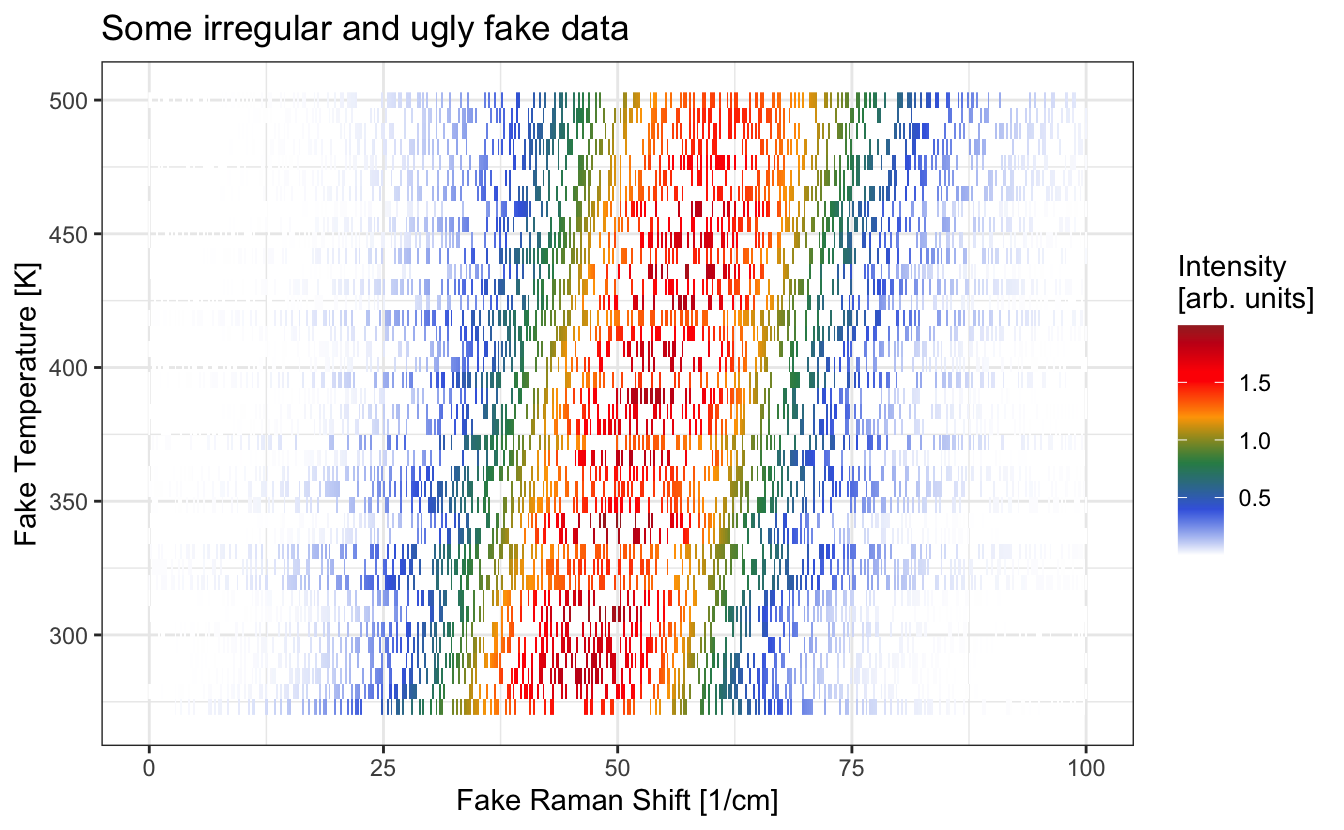 Some irregular and ugly fake data
500
450
400
350
300
Fake Temperature [K]
0
25
50
75
100
Fake Raman Shift [1/cm]
Intensity
[arb. units]
1.5
1.0
0.5